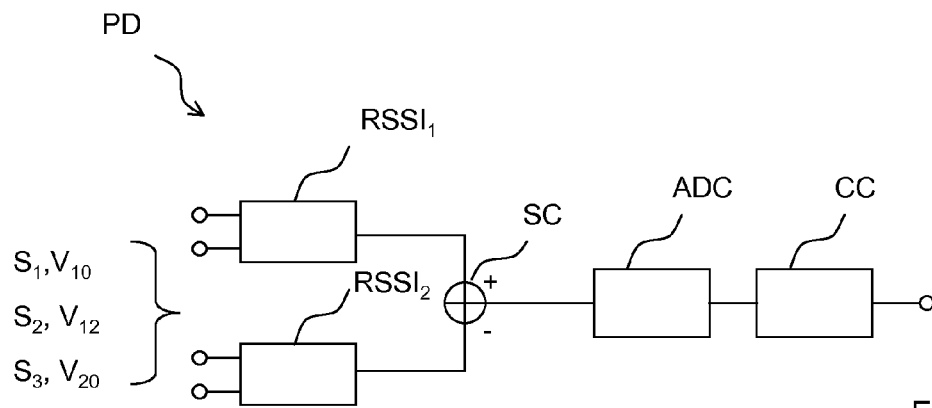 PD
RSSI₁
ADC
CC
SC
+
S₁,V₁₀
RSSI₂
S₂, V₁₂
-
S₃, V₂₀